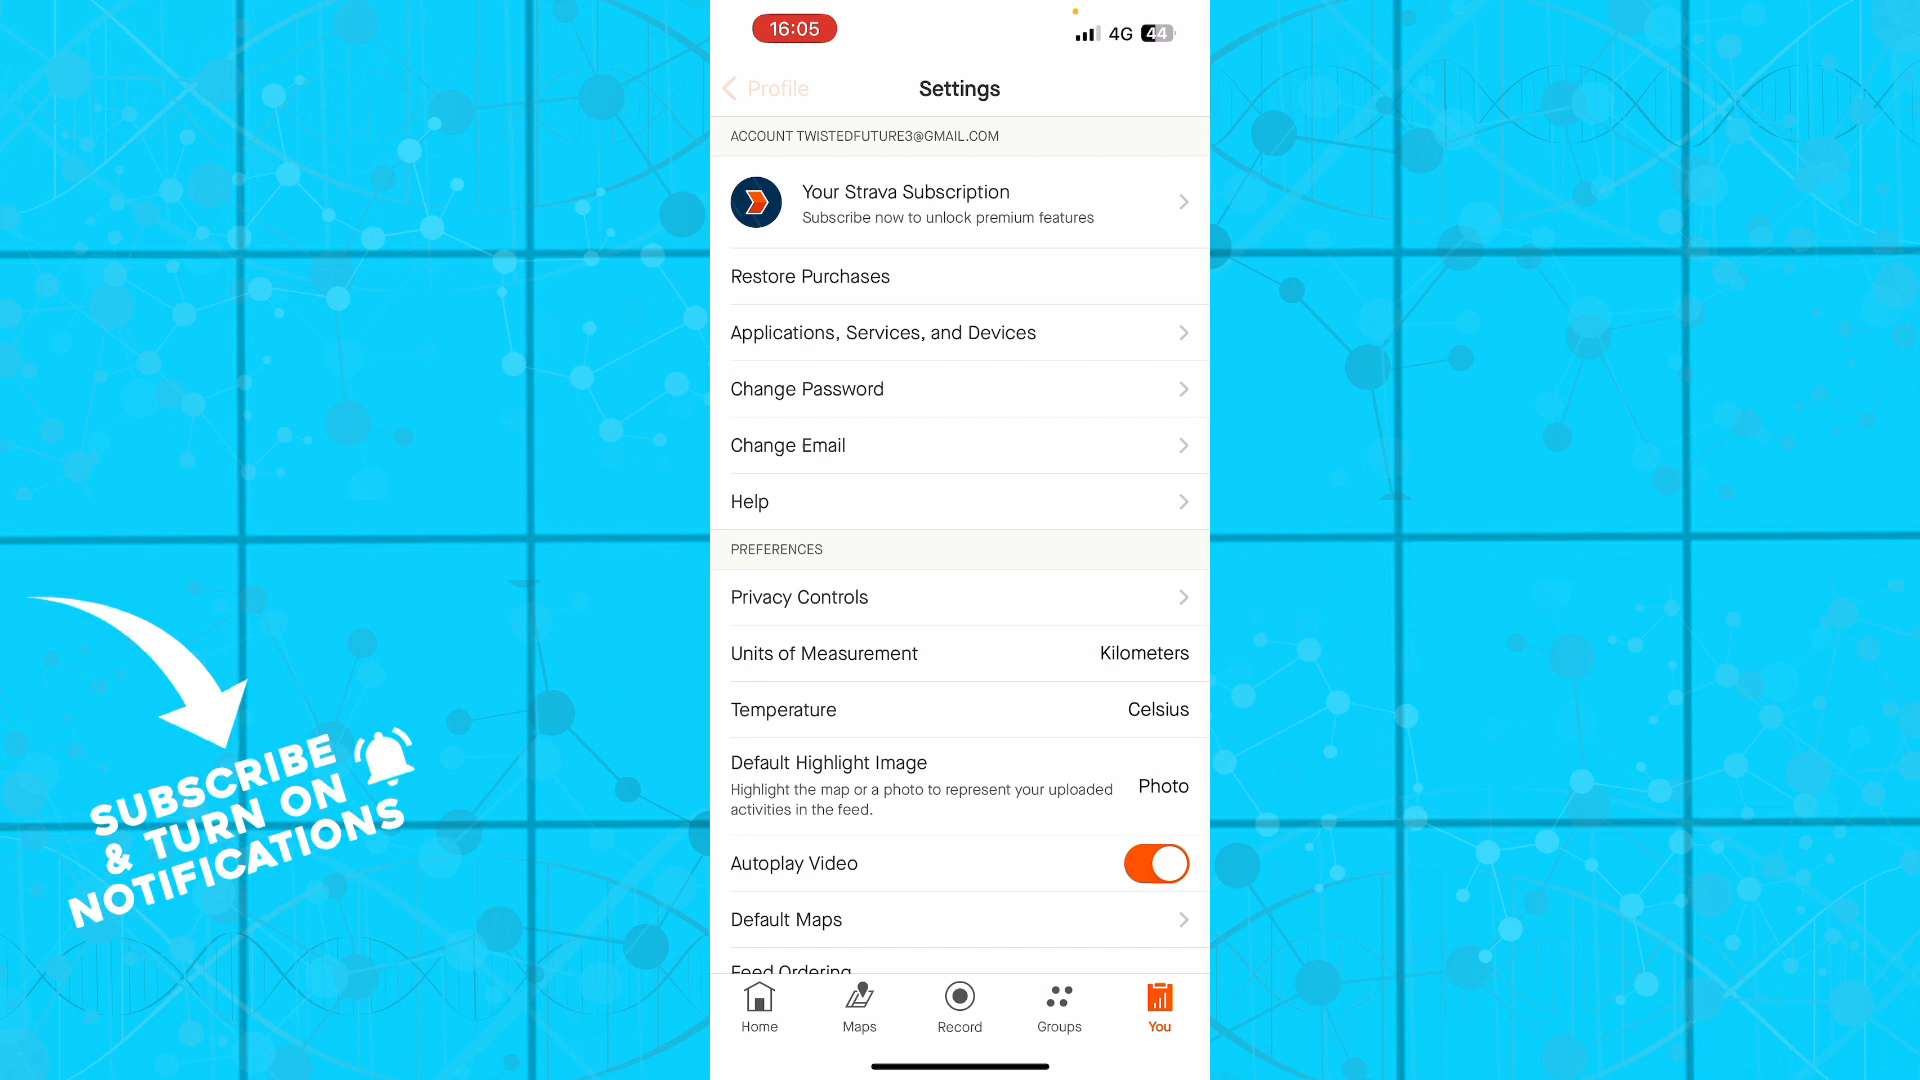 16:05
4G 44
Profile
Settings
ACCOUNT TWISTEDFUTURE3@GMAIL.COM
Your Strava Subscription
Subscribe now to unlock premium features
Restore Purchases
Applications, Services, and Devices
Change Password
Change Email
Help
PREFERENCES
Privacy Controls
Units of Measurement Kilometers
Temperature Celsius
Default Highlight Image
Highlight the map or a photo to represent your uploaded
activities in the feed.
Photo
Autoplay Video
Default Maps
Feed Ordering
Home Maps Record Groups You
SUBSCRIBE
& TURN ON
NOTIFICATIONS